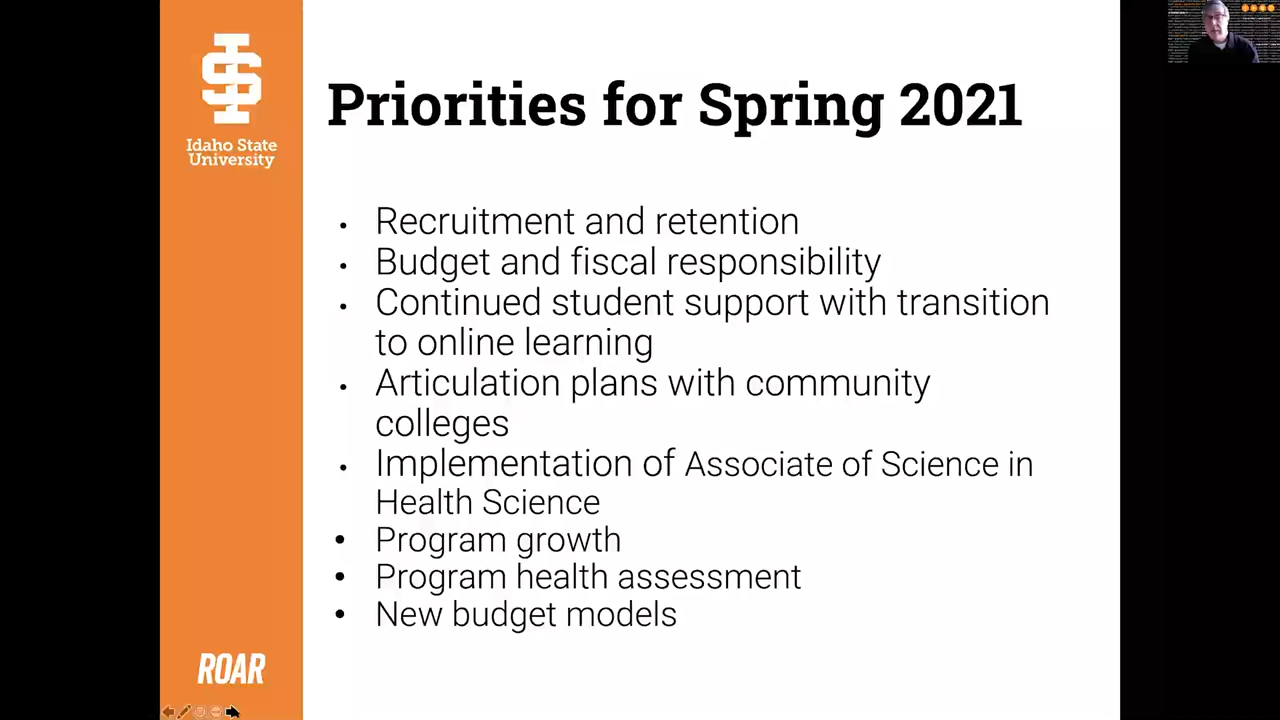 Idaho State
University
Priorities for Spring 2021
• Recruitment and retention
• Budget and fiscal responsibility
• Continued student support with transition
to online learning
• Articulation plans with community
colleges
• Implementation of Associate of Science in
Health Science
• Program growth
• Program health assessment
• New budget models
ROAR